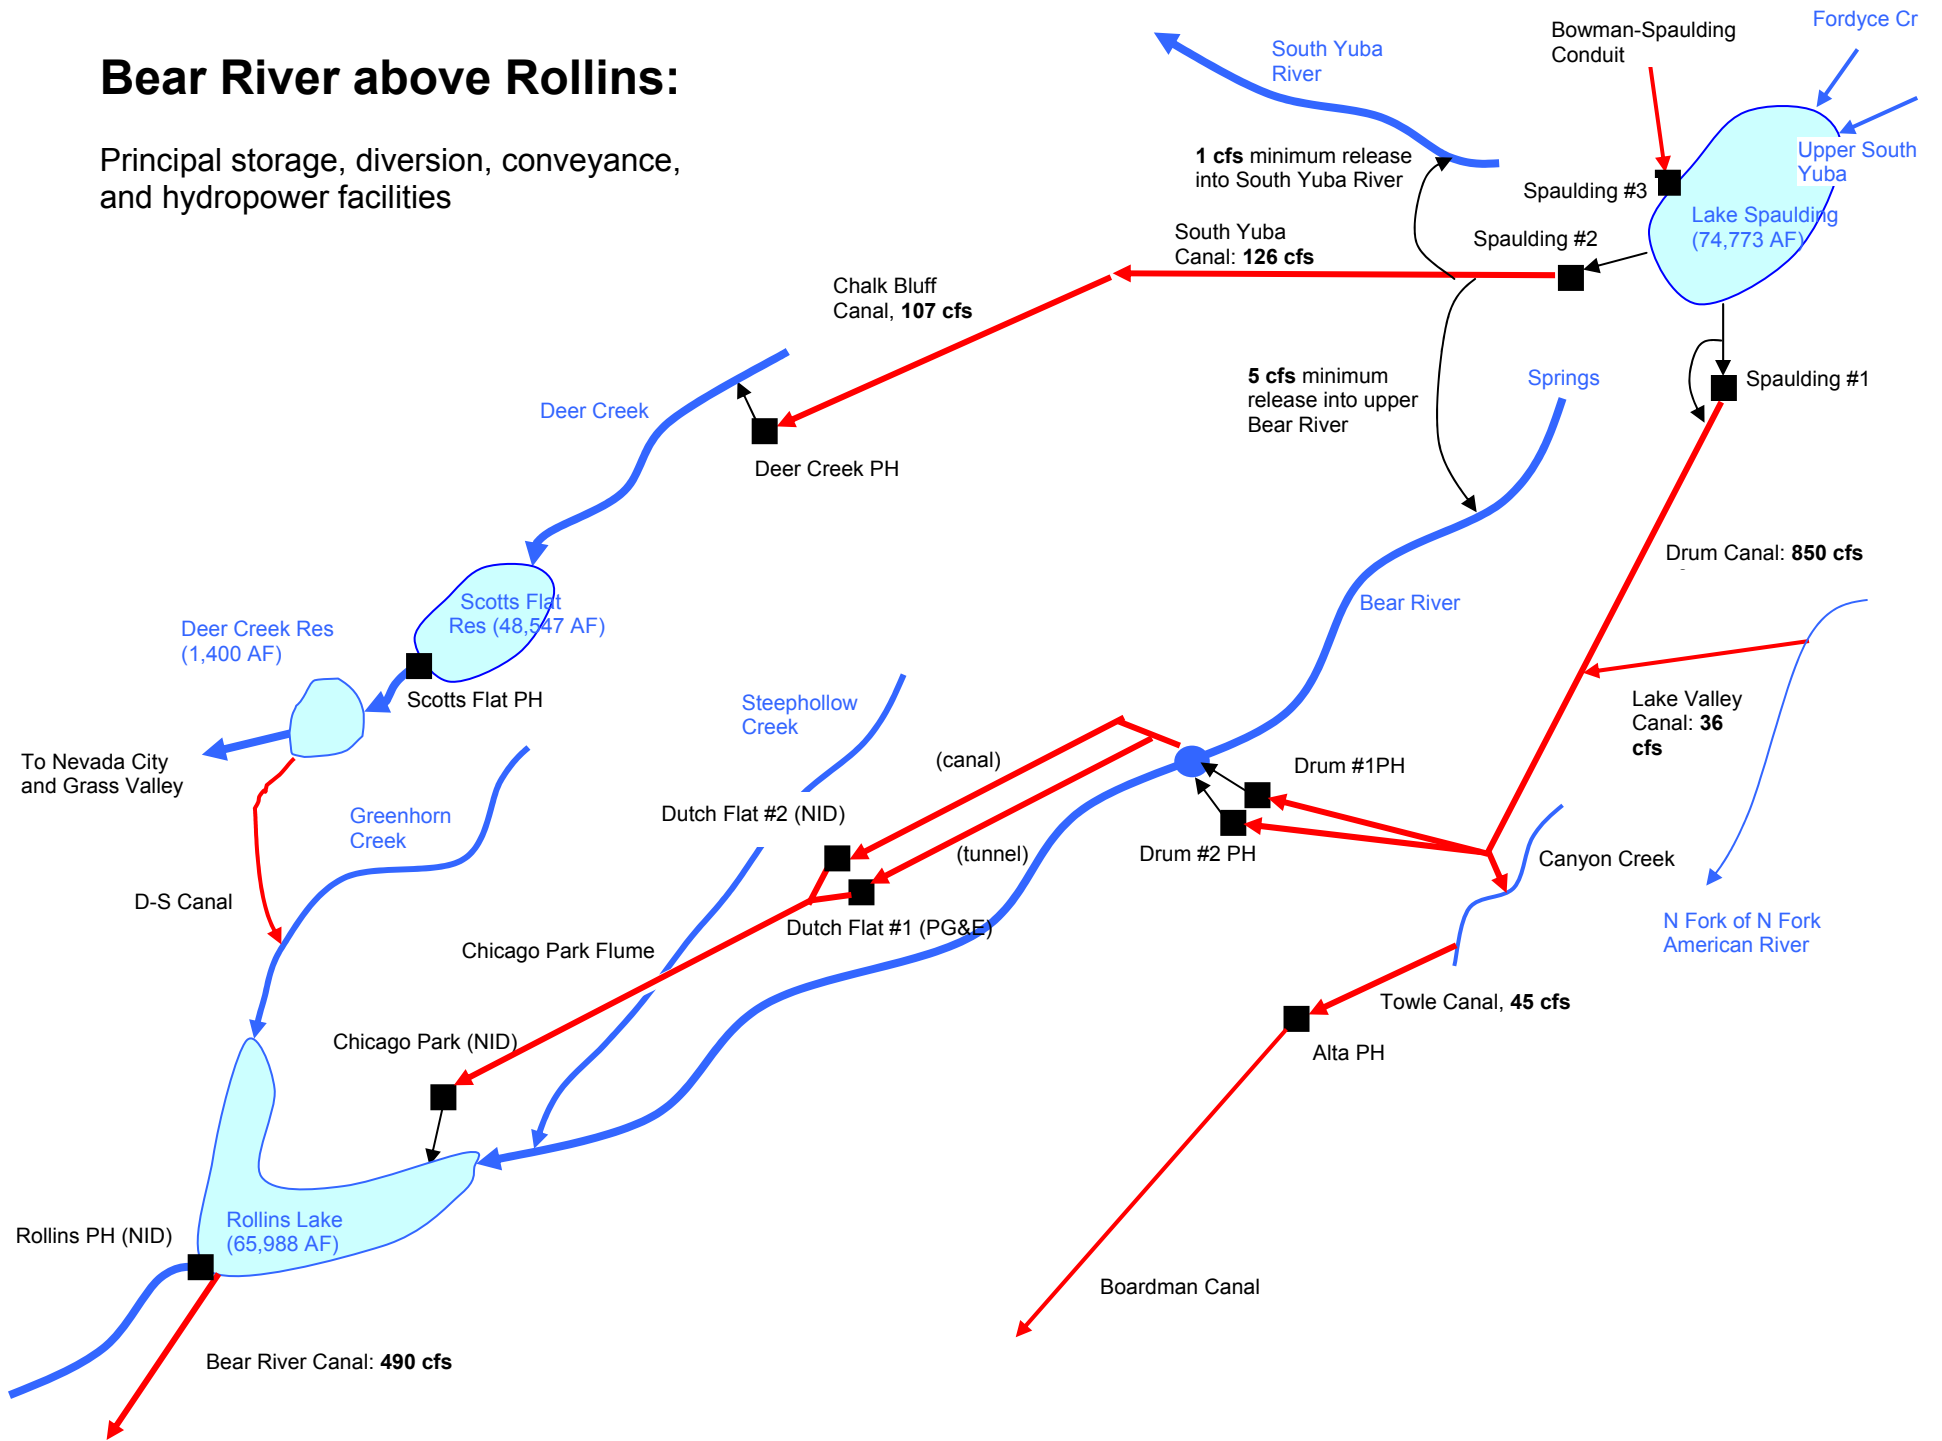 Bear River above Rollins:
Principal storage, diversion, conveyance,
and hydropower facilities
South Yuba
River
Bowman-Spaulding
Conduit
Fordyce Cr
1 cfs minimum release
into South Yuba River
Spaulding #3
Upper South
Yuba
Lake Spaulding
(74,773 AF)
South Yuba
Canal: 126 cfs
Spaulding #2
Chalk Bluff
Canal, 107 cfs
5 cfs minimum
release into upper
Bear River
Springs
Spaulding #1
Deer Creek
Deer Creek PH
Drum Canal: 850 cfs
Bear River
Scotts Flat
Res (48,547 AF)
Deer Creek Res
(1,400 AF)
Scotts Flat PH
Steephollow
Creek
Lake Valley
Canal: 36
cfs
To Nevada City
and Grass Valley
(canal)
Drum #1PH
Greenhorn
Creek
Dutch Flat #2 (NID)
(tunnel)
Drum #2 PH
Canyon Creek
D-S Canal
Dutch Flat #1 (PG&E)
N Fork of N Fork
American River
Chicago Park Flume
Towle Canal, 45 cfs
Chicago Park (NID)
Alta PH
Rollins Lake
(65,988 AF)
Rollins PH (NID)
Boardman Canal
Bear River Canal: 490 cfs